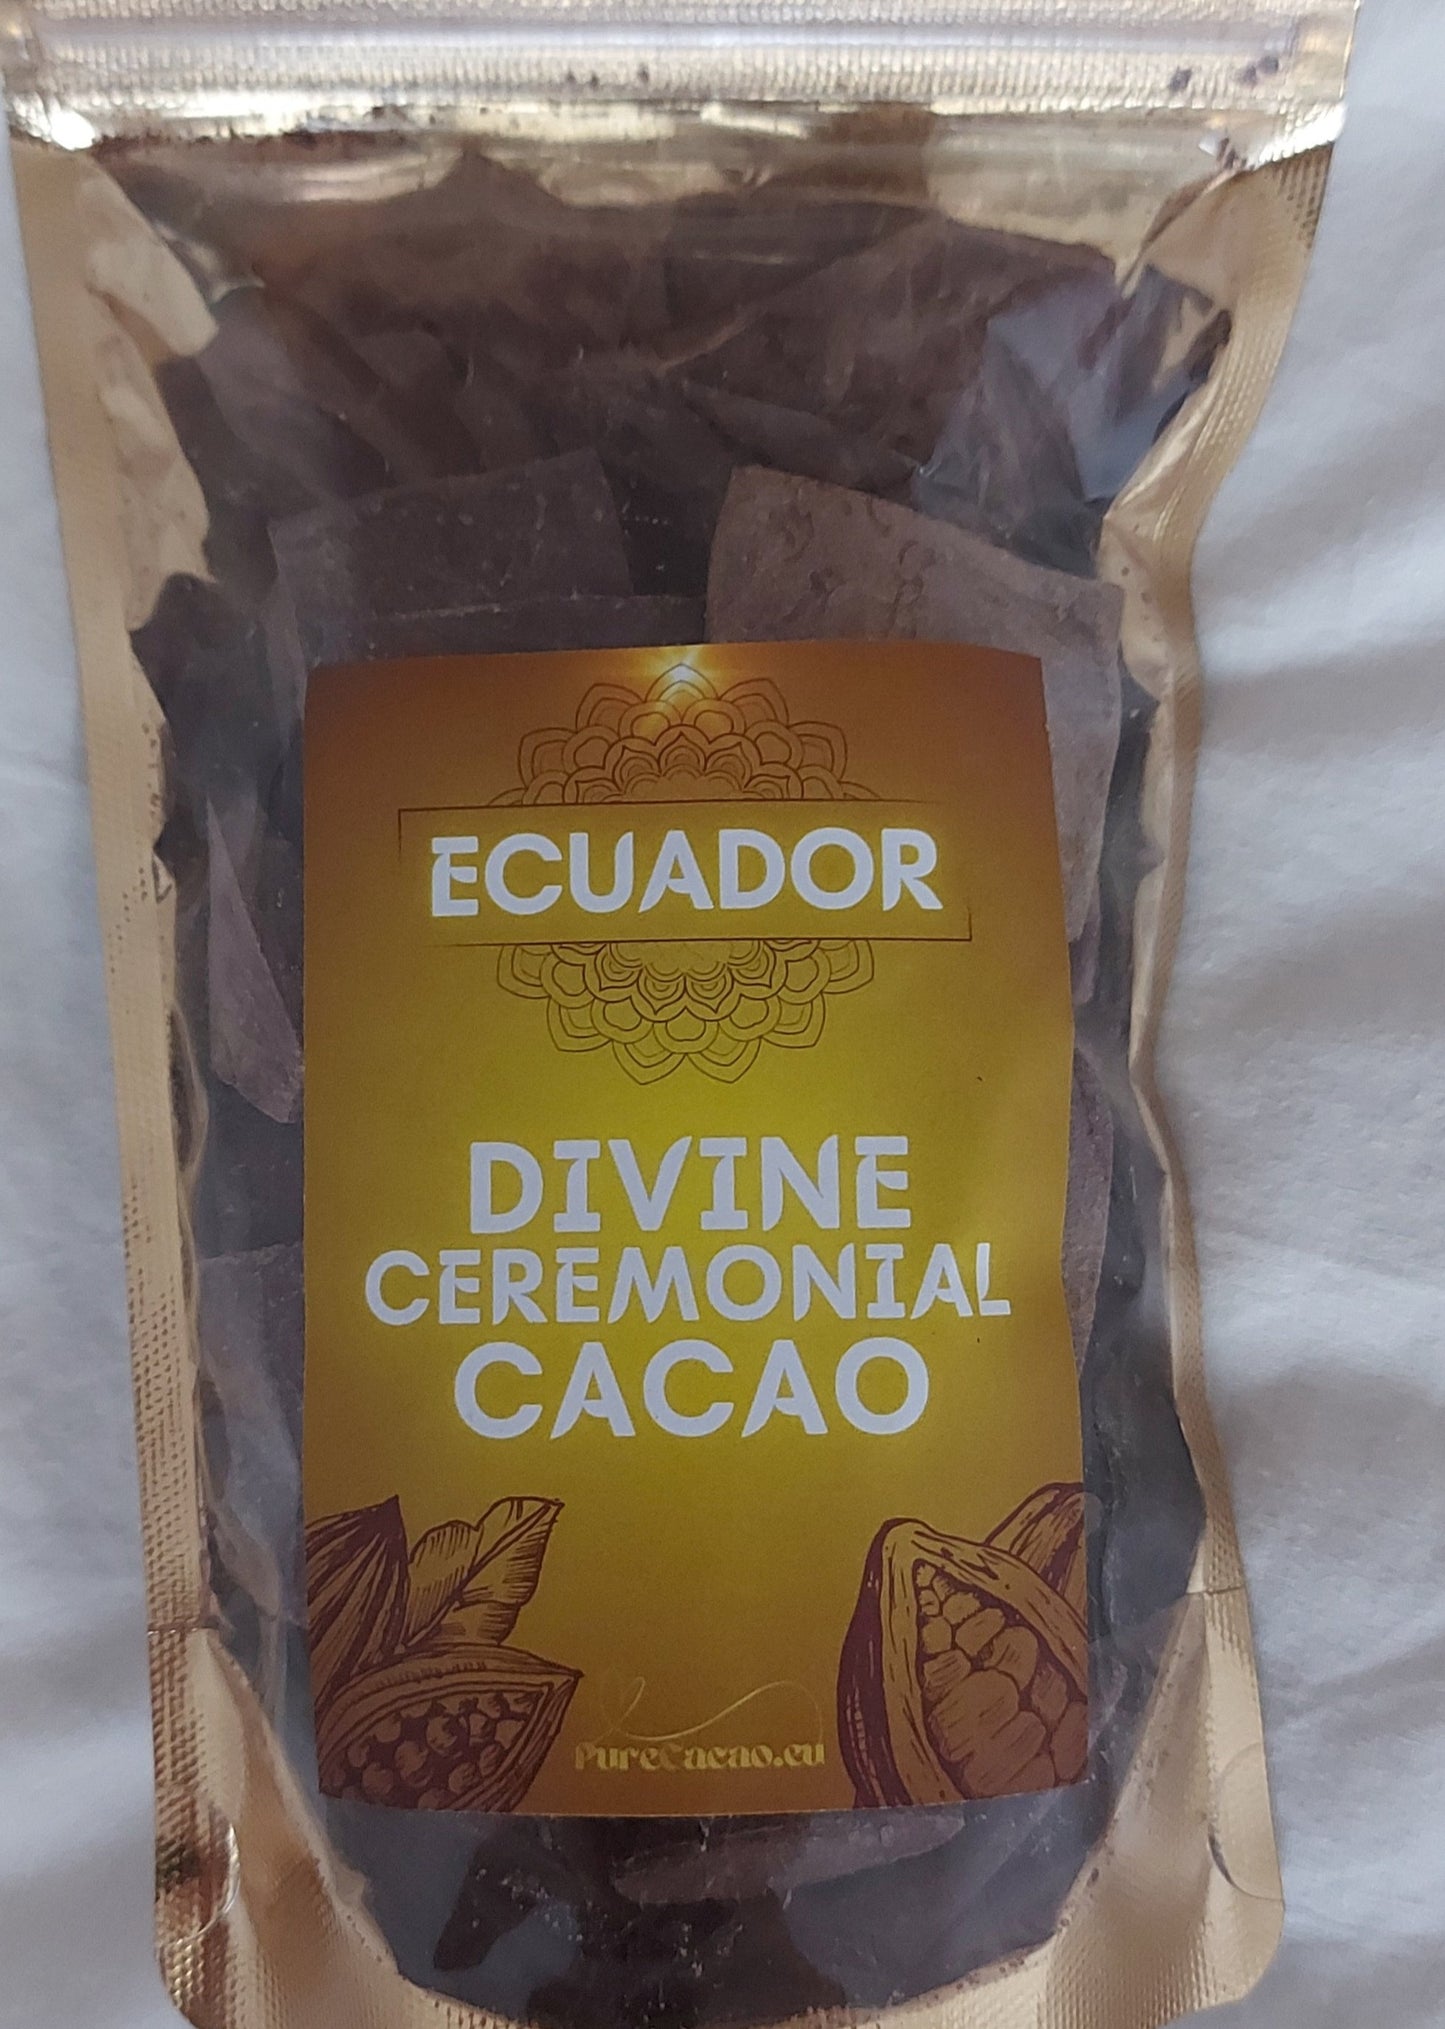 ECUADOR
DIVINE
CEREMONIAL
CACAO
PureCacao.eu